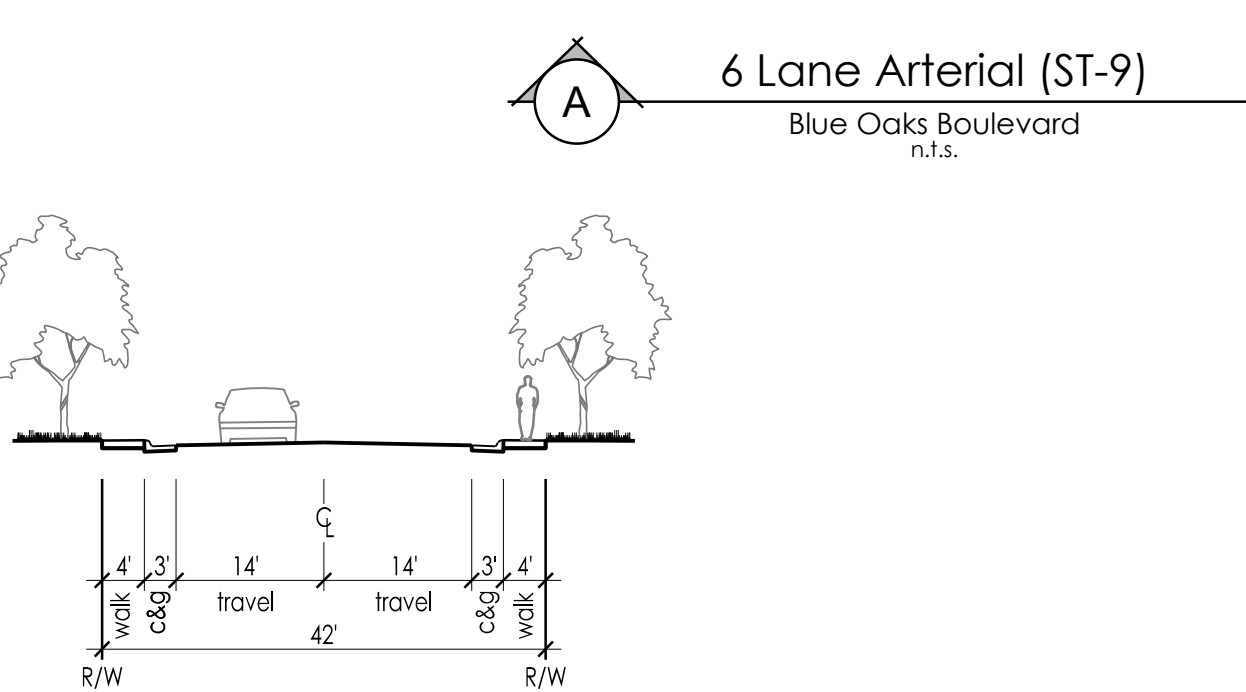 A
6 Lane Arterial (ST-9)
Blue Oaks Boulevard
n.t.s.
CL
4' 3' 14' 14' 3' 4'
walk c&g travel travel c&g walk
42'
R/W R/W